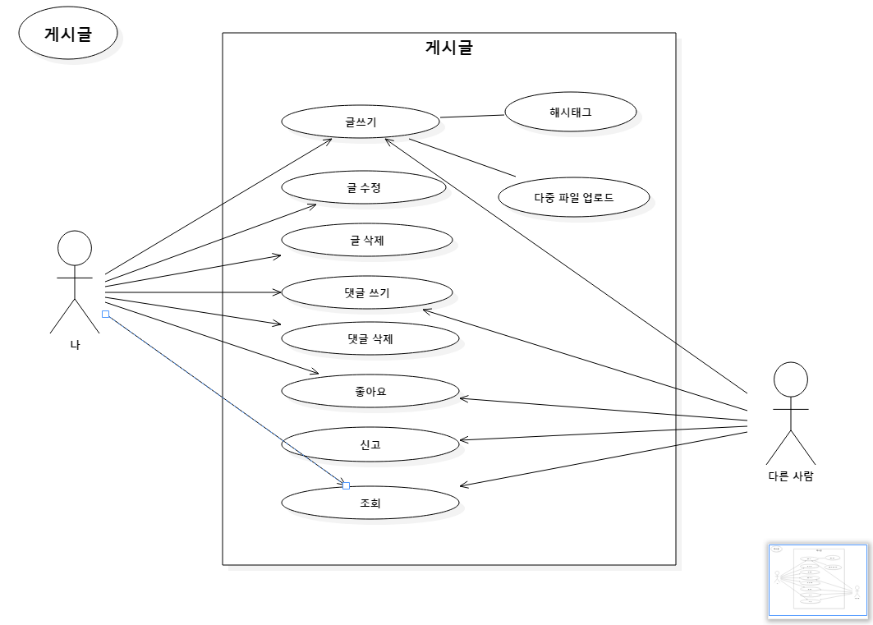 게시글
게시글
글쓰기
해시태그
글 수정
다중 파일 업로드
글 삭제
댓글 쓰기
댓글 삭제
나
좋아요
신고
다른 사람
조회